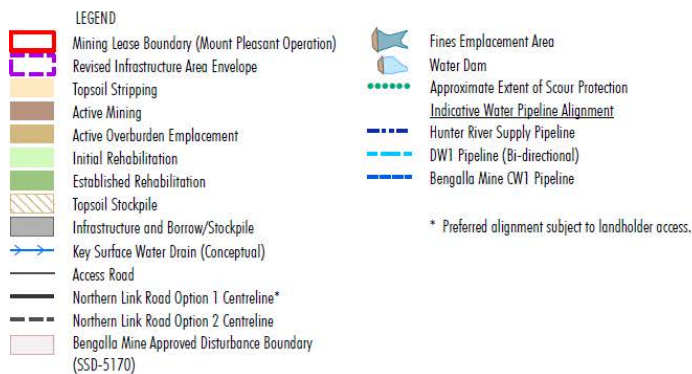 LEGEND
Mining Lease Boundary (Mount Pleasant Operation)
Revised Infrastructure Area Envelope
Topsoil Stripping
Active Mining
Active Overburden Emplacement
Initial Rehabilitation
Established Rehabilitation
Topsoil Stockpile
Infrastructure and Borrow/Stockpile
Key Surface Water Drain (Conceptual)
Access Road
Northern Link Road Option 1 Centreline*
Northern Link Road Option 2 Centreline
Bengalla Mine Approved Disturbance Boundary
(SSD-5170)
Fines Emplacement Area
Water Dam
Approximate Extent of Scour Protection
Indicative Water Pipeline Alignment
Hunter River Supply Pipeline
DW1 Pipeline (Bi-directional)
Bengalla Mine CW1 Pipeline
* Preferred alignment subject to landholder access.